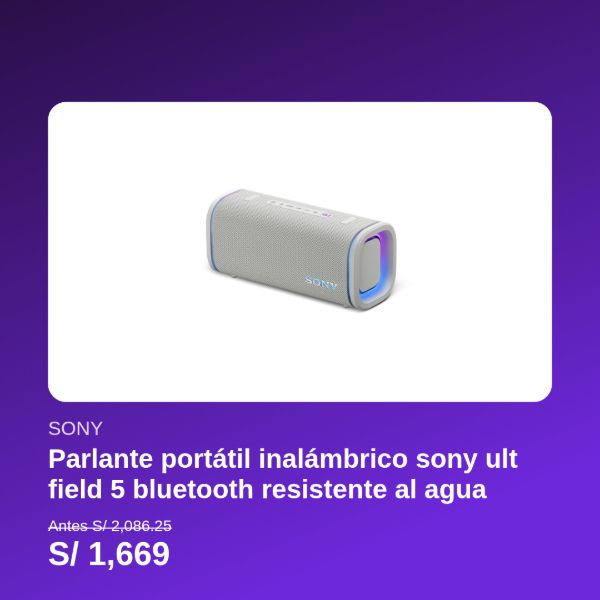 SONY
SONY
Parlante portátil inalámbrico sony ult
field 5 bluetooth resistente al agua
Antes S/ 2,086.25
S/ 1,669